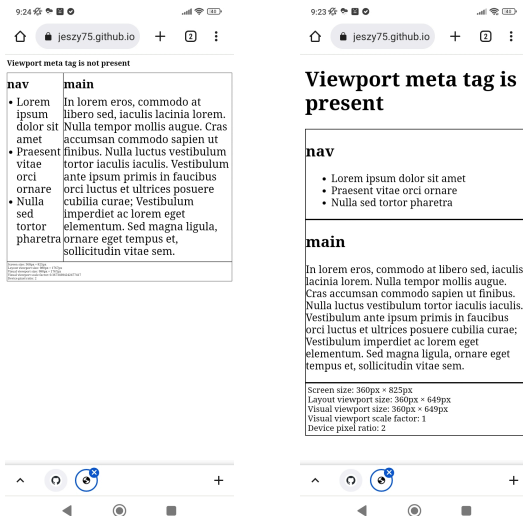 9:24
jeszy75.github.io
2
Viewport meta tag is not present
nav
Lorem
ipsum
dolor sit
amet
Praesent
vitae
orci
ornare
Nulla
sed
tortor
pharetra
main
In lorem eros, commodo at
libero sed, iaculis lacinia lorem.
Nulla tempor mollis augue. Cras
accumsan commodo sapien ut
finibus. Nulla luctus vestibulum
tortor iaculis iaculis. Vestibulum
ante ipsum primis in faucibus
orci luctus et ultrices posuere
cubilia curae; Vestibulum
imperdiet ac lorem eget
elementum. Sed magna ligula,
ornare eget tempus et,
sollicitudin vitae sem.
9:23
jeszy75.github.io
2
Viewport meta tag is
present
nav
Lorem ipsum dolor sit amet
Praesent vitae orci ornare
Nulla sed tortor pharetra
main
In lorem eros, commodo at libero sed, iaculis
lacinia lorem. Nulla tempor mollis augue.
Cras accumsan commodo sapien ut finibus.
Nulla luctus vestibulum tortor iaculis iaculis.
Vestibulum ante ipsum primis in faucibus
orci luctus et ultrices posuere cubilia curae;
Vestibulum imperdiet ac lorem eget
elementum. Sed magna ligula, ornare eget
tempus et, sollicitudin vitae sem.
Screen size: 360px × 825px
Layout viewport size: 360px × 649px
Visual viewport size: 360px × 649px
Visual viewport scale factor: 1
Device pixel ratio: 2